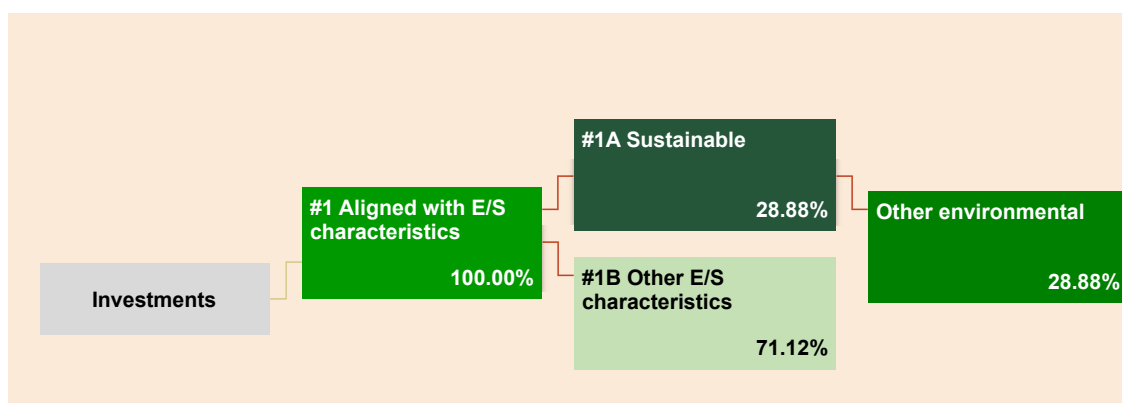 #1A Sustainable
28.88%
#1 Aligned with E/S
characteristics
100.00%
Other environmental
28.88%
Investments
#1B Other E/S
characteristics
71.12%